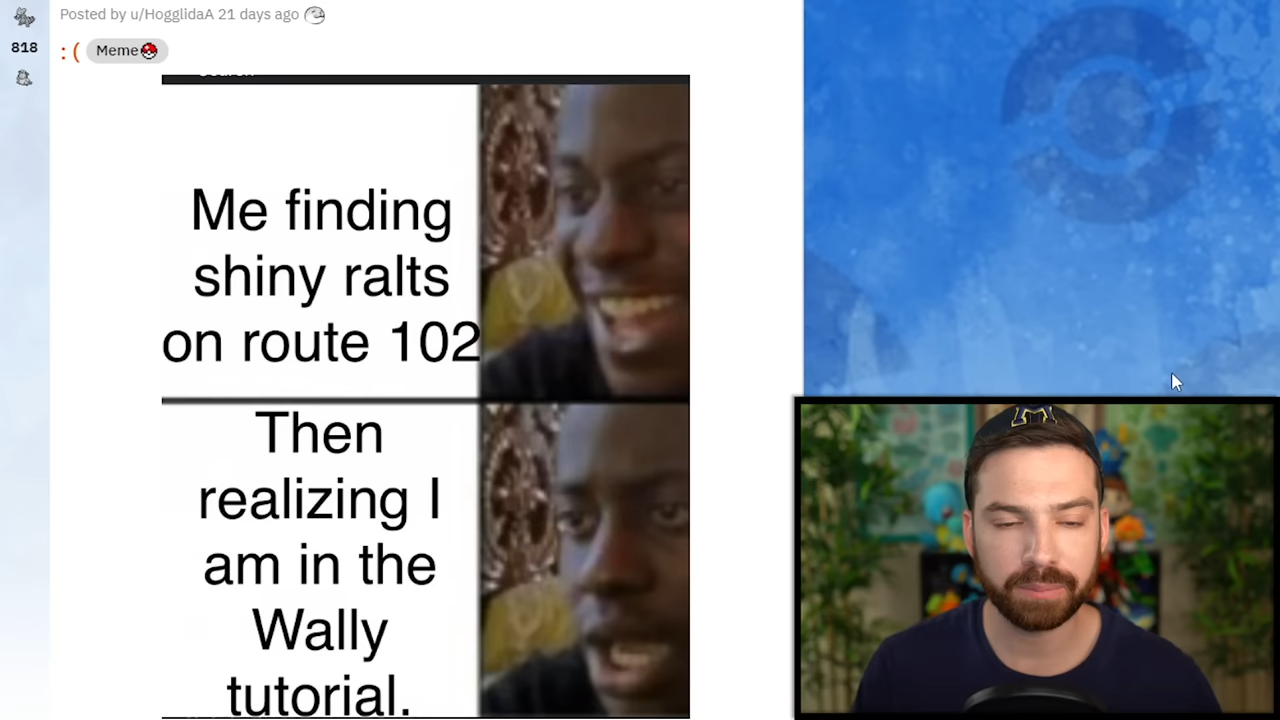 Posted by u/HogglidaA 21 days ago
818
:( Meme
Me finding
shiny ralts
on route 102
Then
realizing I
am in the
Wally
tutorial.
M